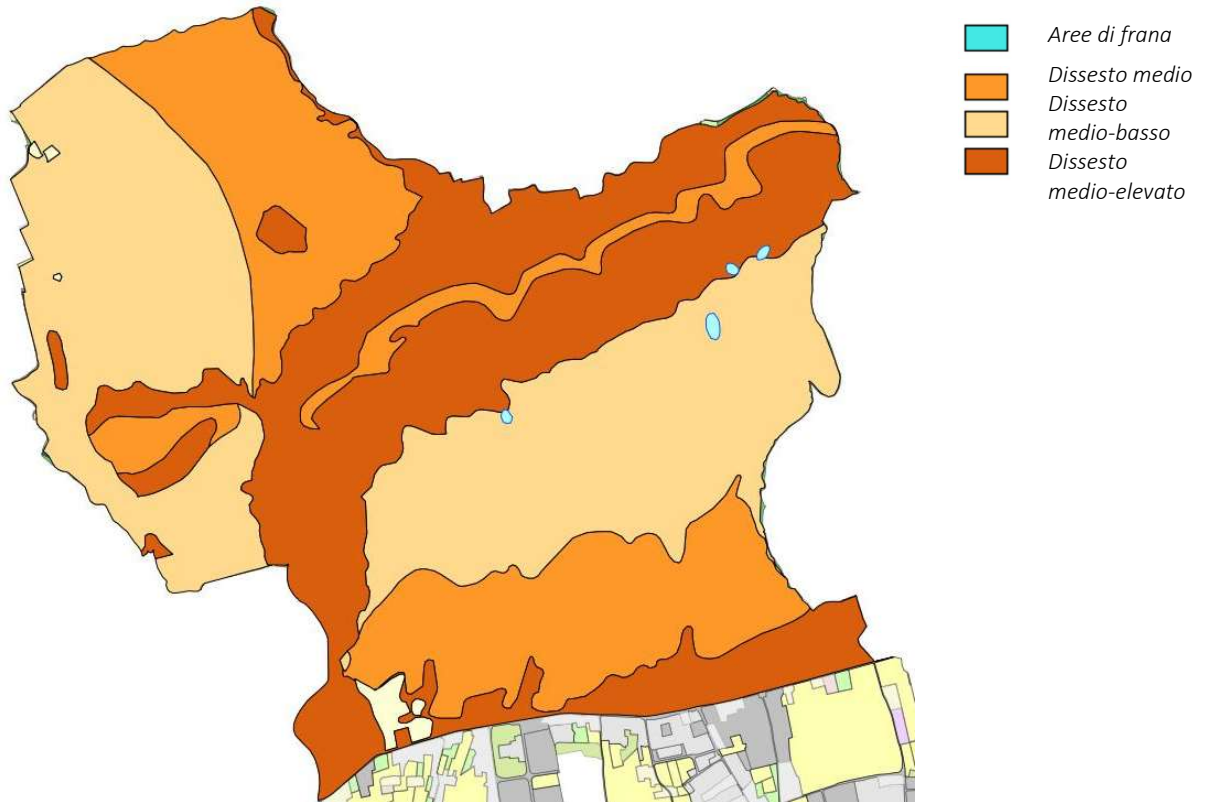 Aree di frana
Dissesto medio
Dissesto
medio-basso
Dissesto
medio-elevato